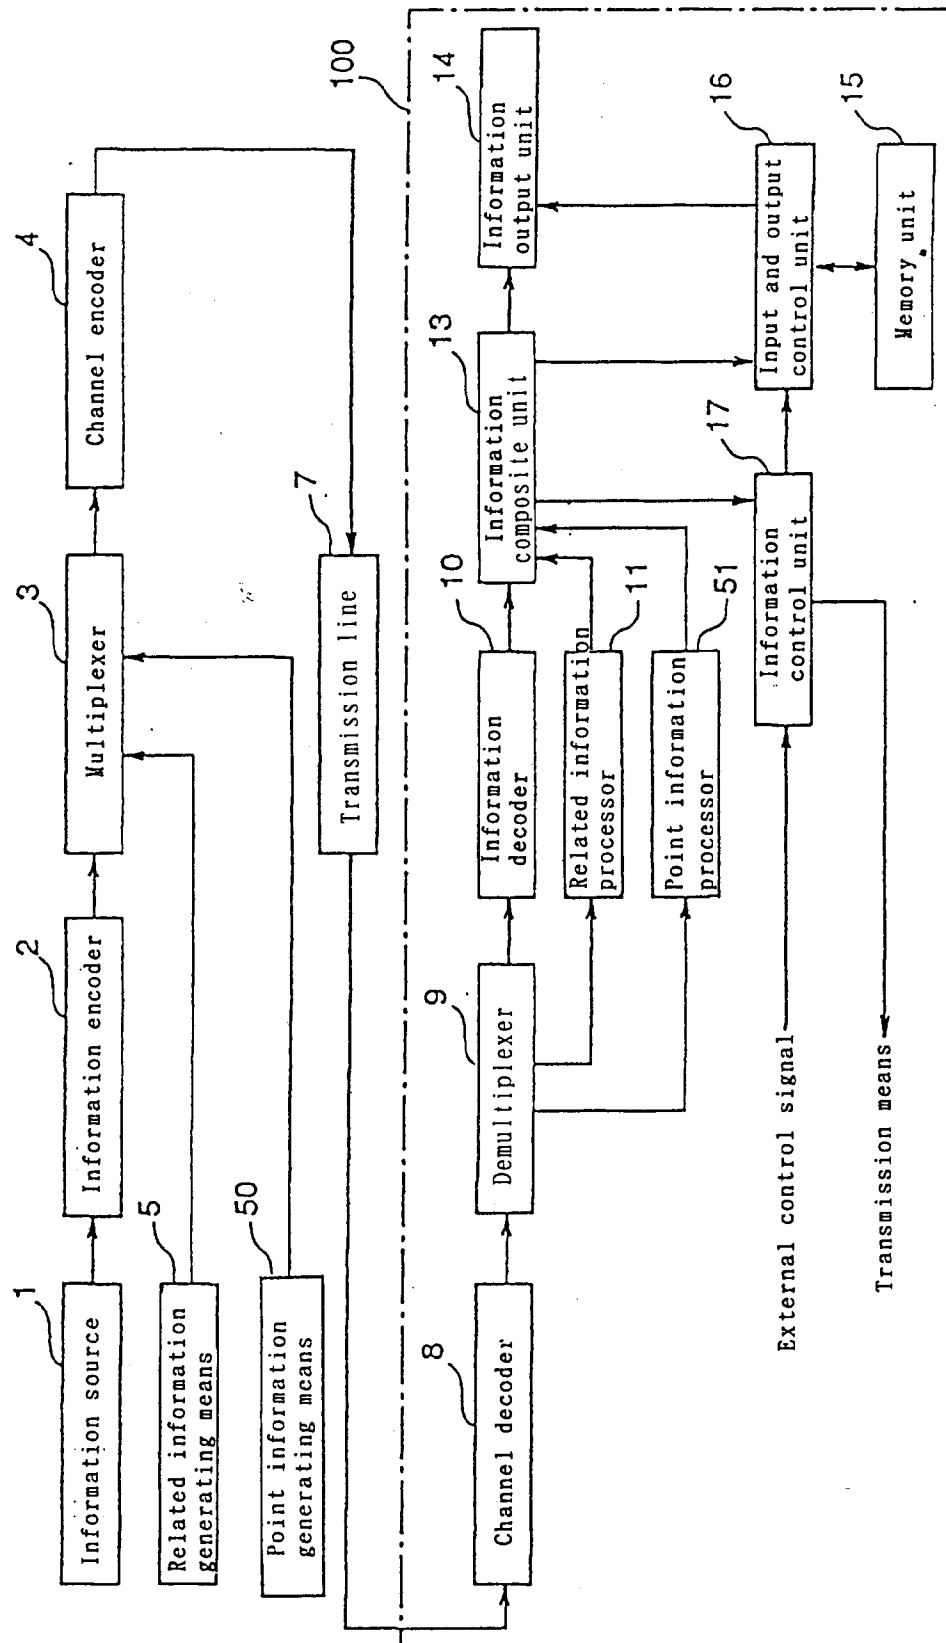 1
Information source
2
Information encoder
3
Multiplexer
4
Channel encoder
5
Related information
generating means
50
Point information
generating means
7
Transmission line
100
8
Channel decoder
9
Demultiplexer
10
Information
decoder
11
Related information
processor
51
Point information
processor
13
Information
composite unit
14
Information
output unit
17
Information
control unit
16
Input and output
control unit
15
Memory unit
External control signal
Transmission means